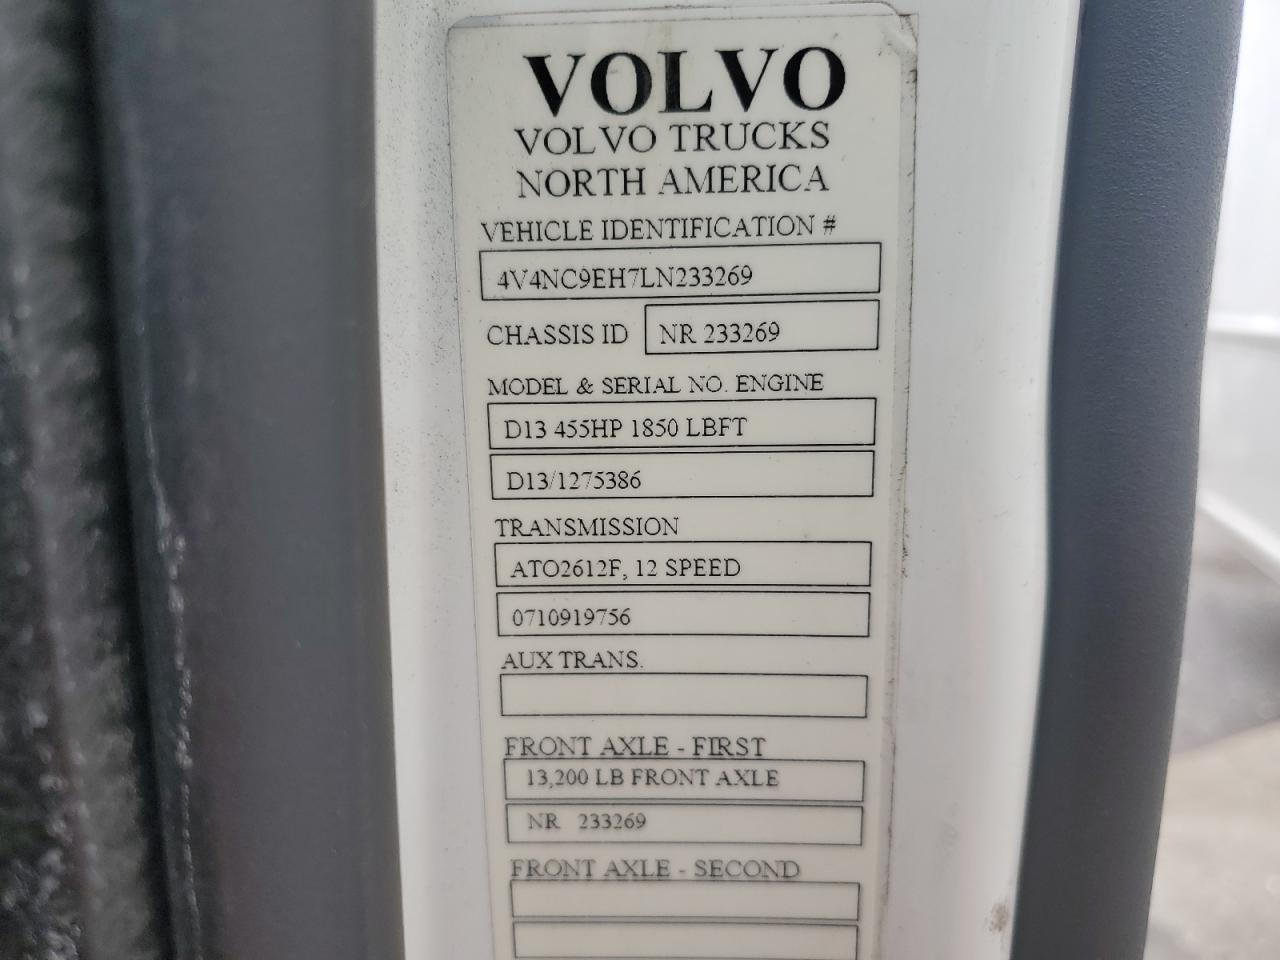 VOLVO
VOLVO TRUCKS
NORTH AMERICA
VEHICLE IDENTIFICATION #
4V4NC9EH7LN233269
CHASSIS ID NR 233269
MODEL & SERIAL NO. ENGINE
D13 455HP 1850 LBFT
D13/1275386
TRANSMISSION
ATO2612F, 12 SPEED
0710919756
AUX TRANS.
FRONT AXLE - FIRST
13,200 LB FRONT AXLE
NR 233269
FRONT AXLE - SECOND